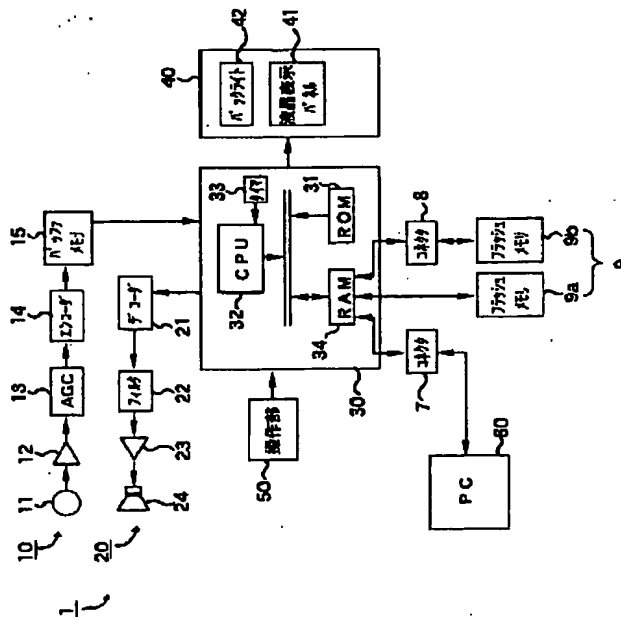 1
10
11
12
13
AGC
14
エンコーダ
15
バッファ
メモリ
20
24
23
22
フィルタ
21
デコーダ
50
操作部
30
32
CPU
33
タイマ
31
ROM
34
RAM
40
42
バックライト
41
液晶表示
パネル
7
コネクタ
8
コネクタ
60
PC
9a
フラッシュ
メモリ
9b
フラッシュ
メモリ
9